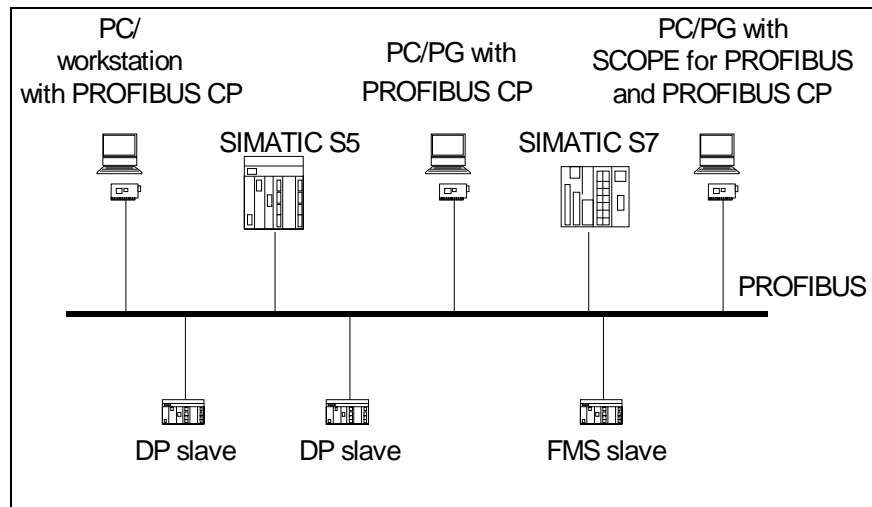 PC/
workstation
with PROFIBUS CP
PC/PG with
PROFIBUS CP
PC/PG with
SCOPE for PROFIBUS
and PROFIBUS CP
SIMATIC S5
SIMATIC S7
PROFIBUS
DP slave
DP slave
FMS slave